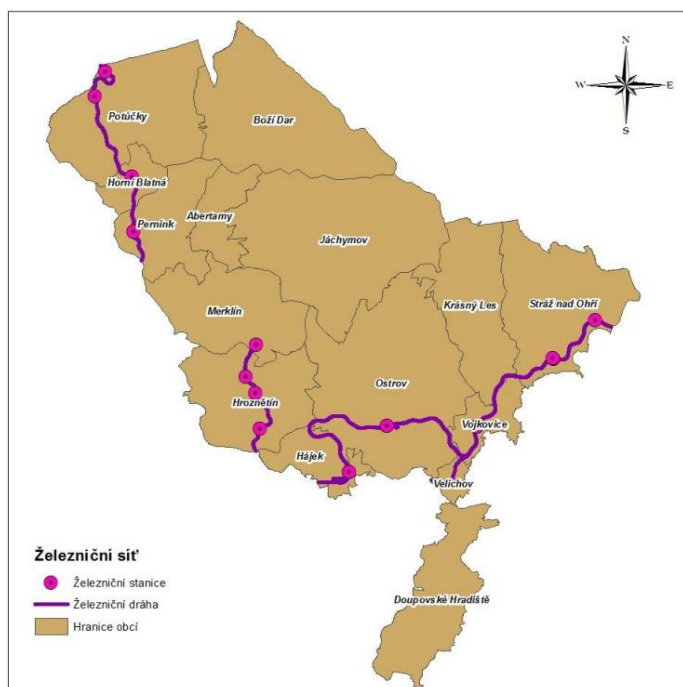 N
W E
S
Potůčky
Boží Dar
Horní Blatná
Abertamy
Pernink
Jáchymov
Krásný Les
Stráž nad Ohří
Merklín
Ostrov
Hroznětín
Vojkovice
Hájek
Velichov
Doupovské Hradiště
Železniční síť
Železniční stanice
Železniční dráha
Hranice obcí